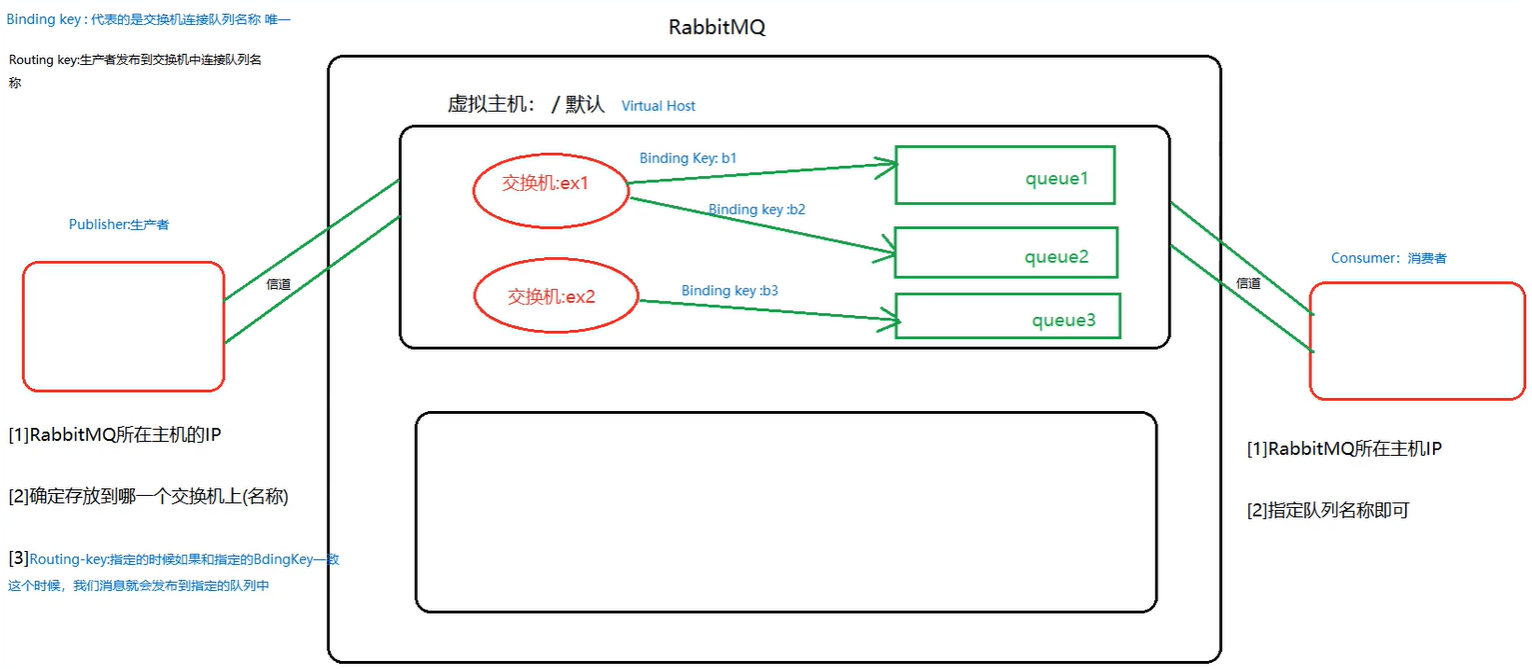 Binding key : 代表的是交换机连接队列名称 唯一
Routing key:生产者发布到交换机中连接队列名
称
RabbitMQ
虚拟主机： / 默认 Virtual Host
交换机:ex1
Binding Key: b1
queue1
Binding key :b2
queue2
交换机:ex2
Binding key :b3
queue3
Publisher:生产者
信道
信道
Consumer：消费者
[1]RabbitMQ所在主机的IP
[2]确定存放到哪一个交换机上(名称)
[3]Routing-key:指定的时候如果和指定的BdingKey一致
这个时候，我们消息就会发布到指定的队列中
[1]RabbitMQ所在主机IP
[2]指定队列名称即可